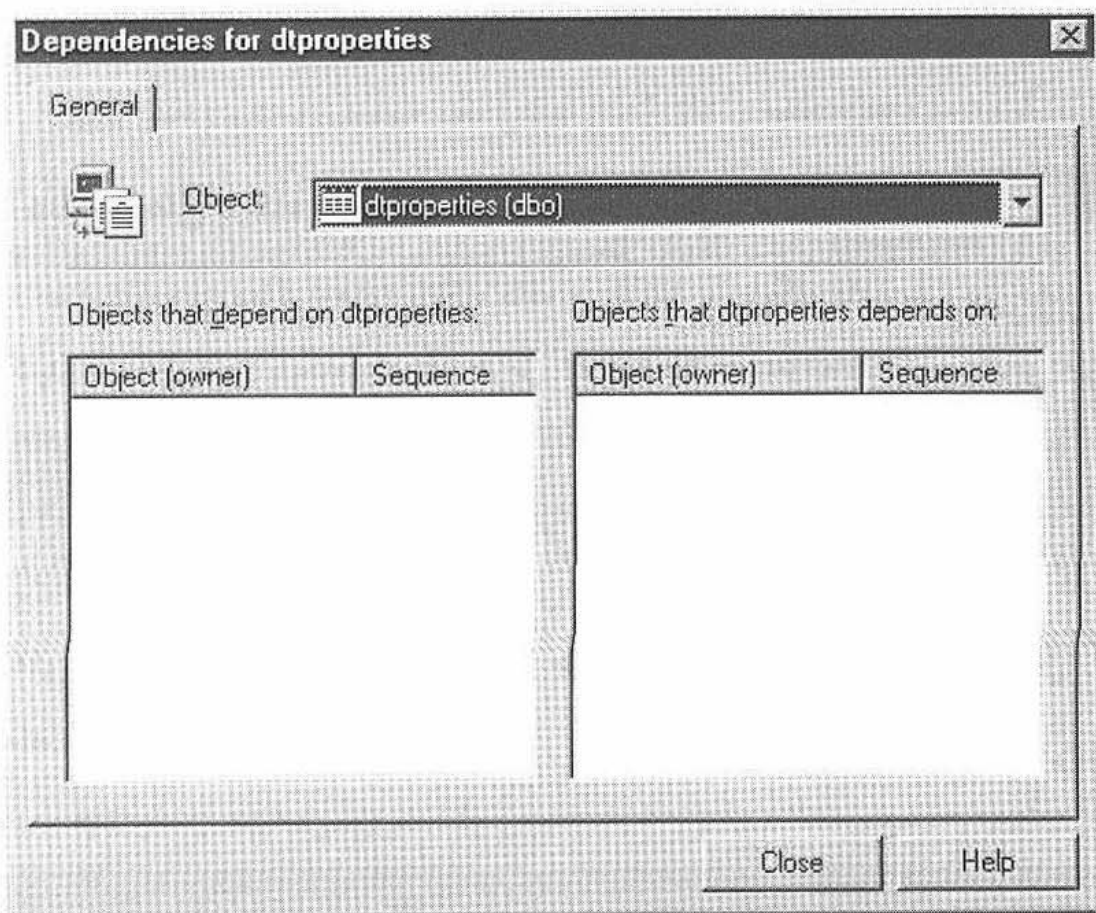 Dependencies for dtproperties
General
Object: dtproperties (dbo)
Objects that depend on dtproperties: Objects that dtproperties depends on:
Object (owner) Sequence Object (owner) Sequence
Close Help